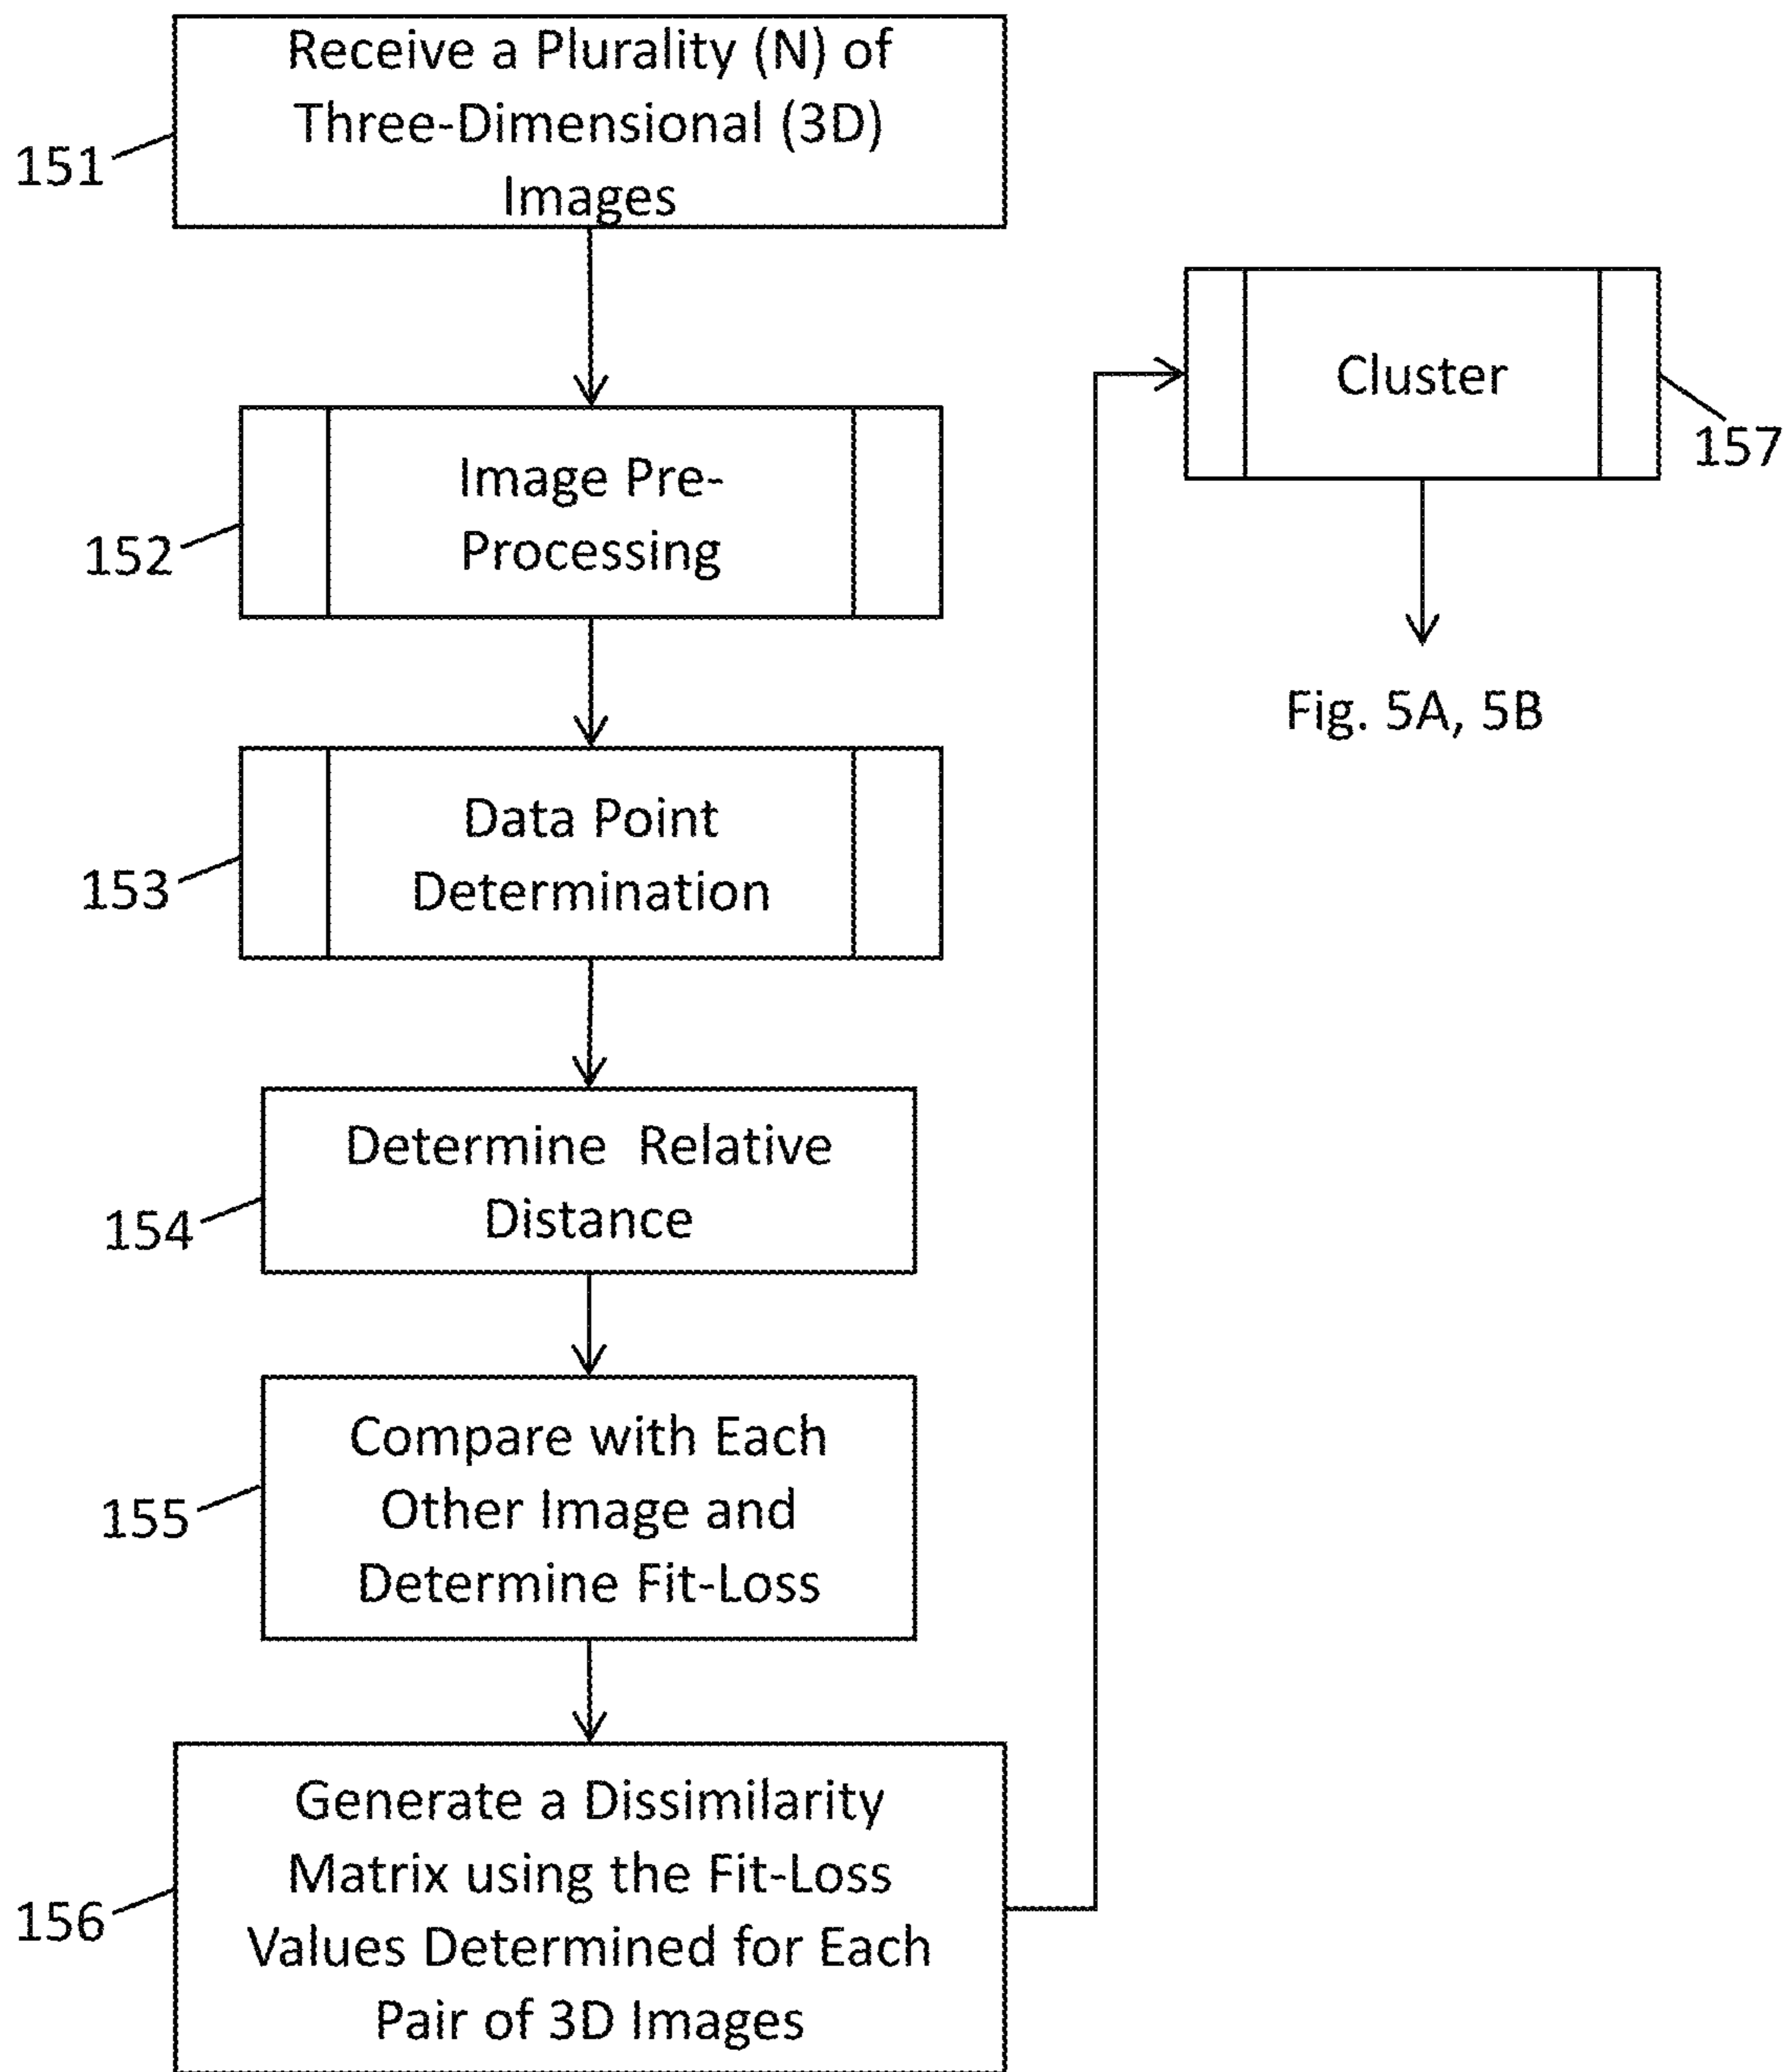 Receive a Plurality (N) of
Three-Dimensional (3D)
Images
151
Image Pre-
Processing
152
Data Point
Determination
153
Determine Relative
Distance
154
Compare with Each
Other Image and
Determine Fit-Loss
155
Generate a Dissimilarity
Matrix using the Fit-Loss
Values Determined for Each
Pair of 3D Images
156
Cluster
157
Fig. 5A, 5B